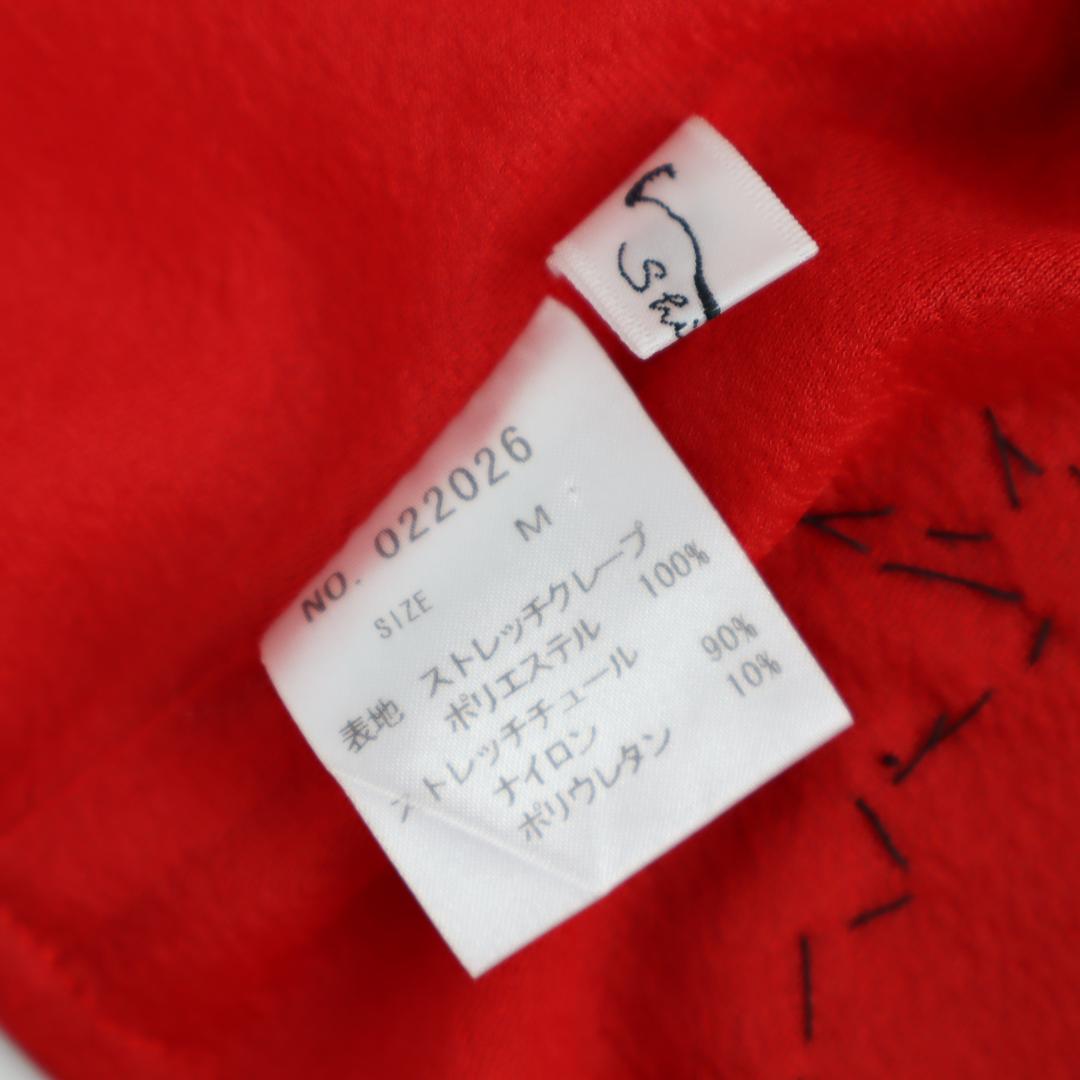 Shi
NO. 022026
SIZE M
表地 ストレッチクレープ
ポリエステル 100%
ストレッチチュール
ナイロン 90%
ポリウレタン 10%